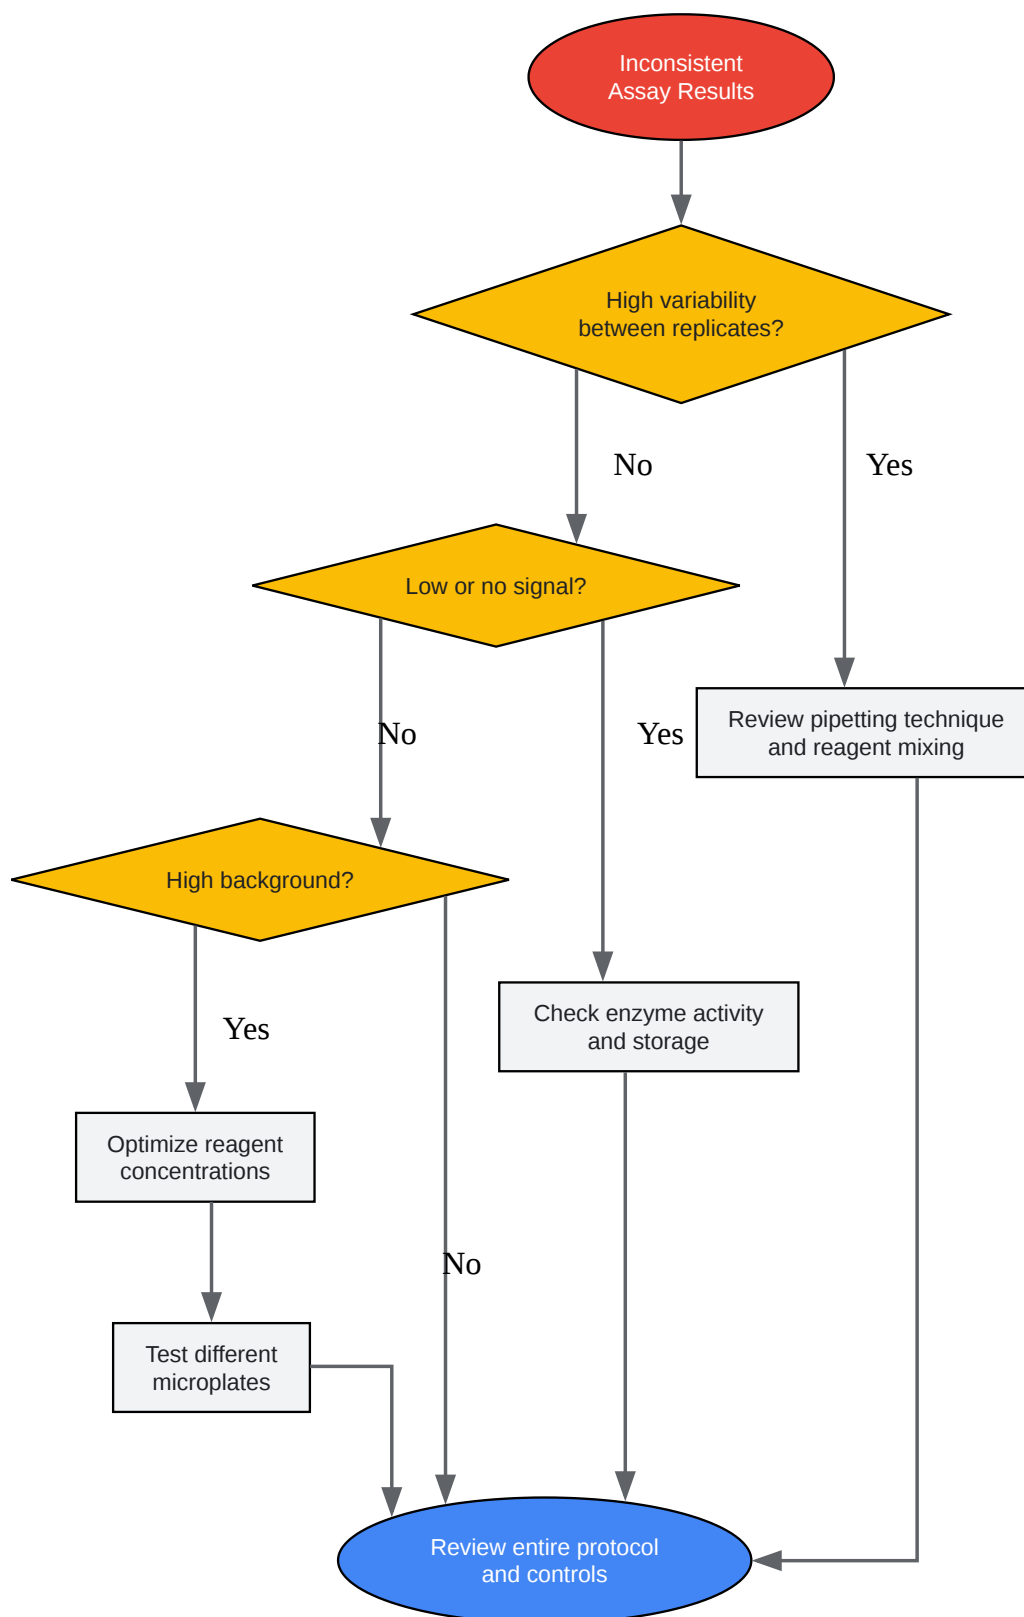 Inconsistent
Assay Results
High variability
between replicates?
No
Yes
Low or no signal?
No
Yes
Review pipetting technique
and reagent mixing
High background?
Check enzyme activity
and storage
Yes
Optimize reagent
concentrations
No
Test different
microplates
Review entire protocol
and controls